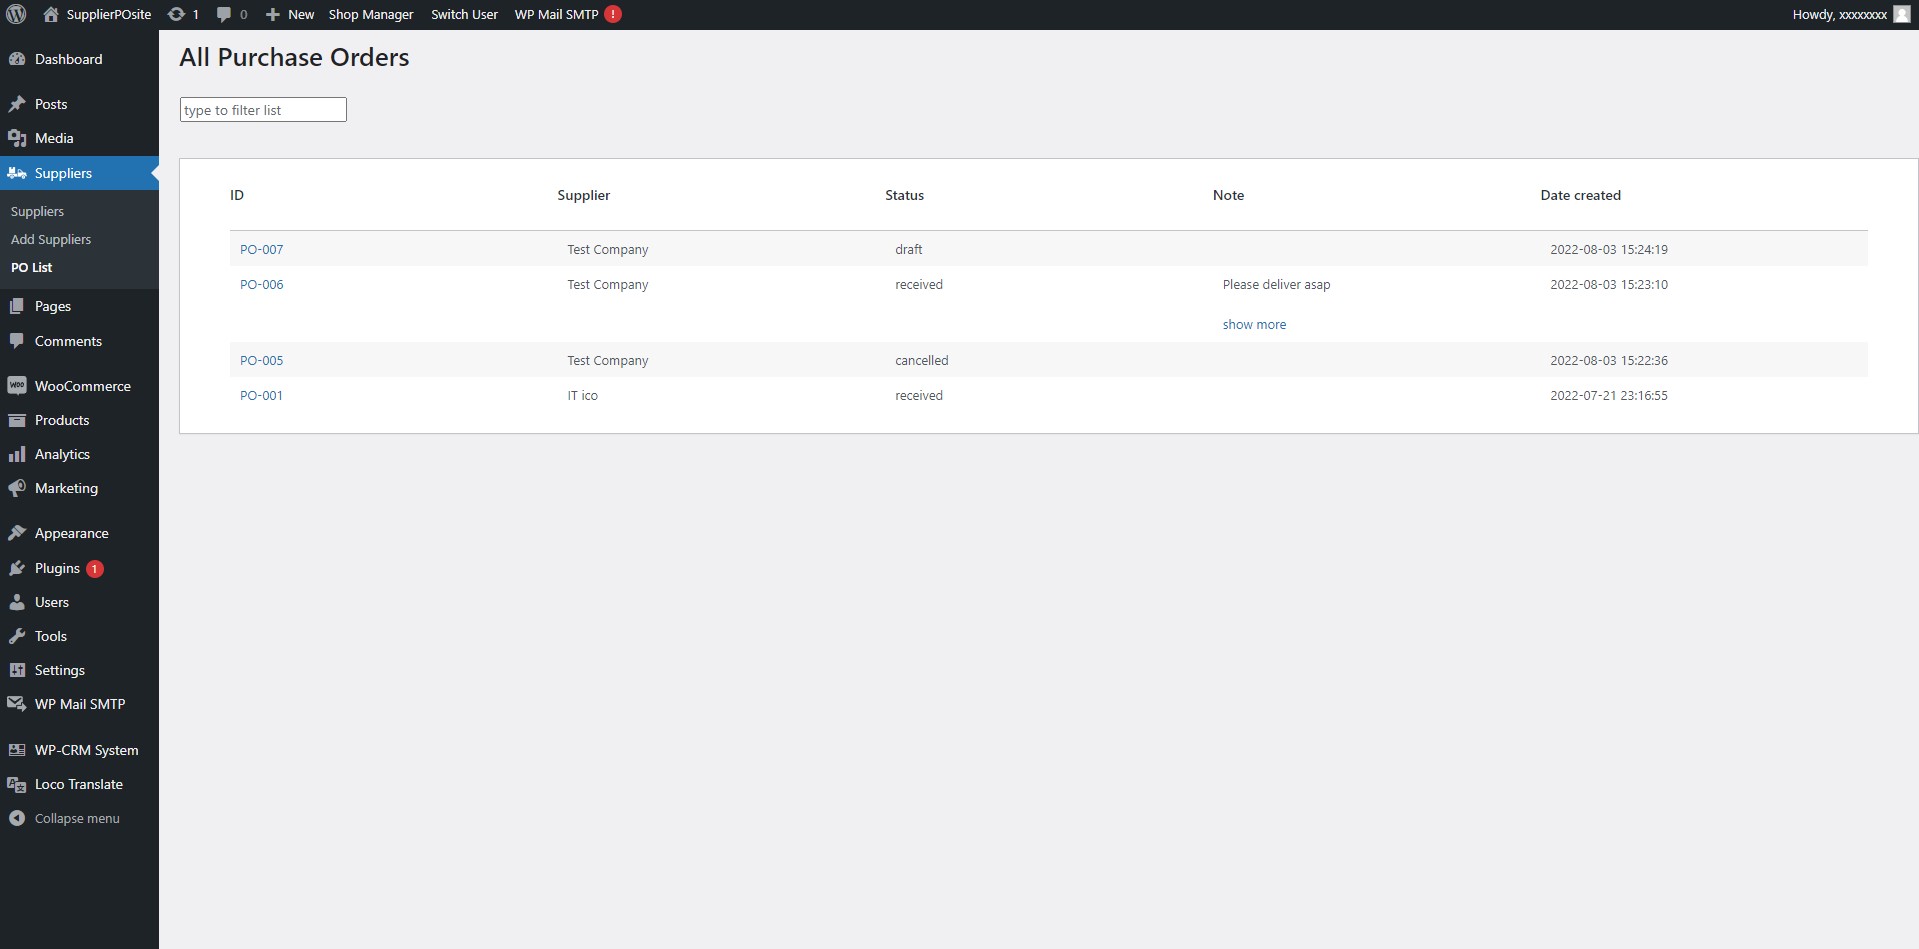 SupplierPOsite 1 0 New Shop Manager Switch User WP Mail SMTP ! Howdy, xxxxxxxx
Dashboard
Posts
Media
Suppliers
Suppliers
Add Suppliers
PO List
Pages
Comments
WooCommerce
Products
Analytics
Marketing
Appearance
Plugins 1
Users
Tools
Settings
WP Mail SMTP
WP-CRM System
Loco Translate
Collapse menu
All Purchase Orders
type to filter list
ID Supplier Status Note Date created
PO-007 Test Company draft 2022-08-03 15:24:19
PO-006 Test Company received Please deliver asap 2022-08-03 15:23:10
show more
PO-005 Test Company cancelled 2022-08-03 15:22:36
PO-001 IT ico received 2022-07-21 23:16:55